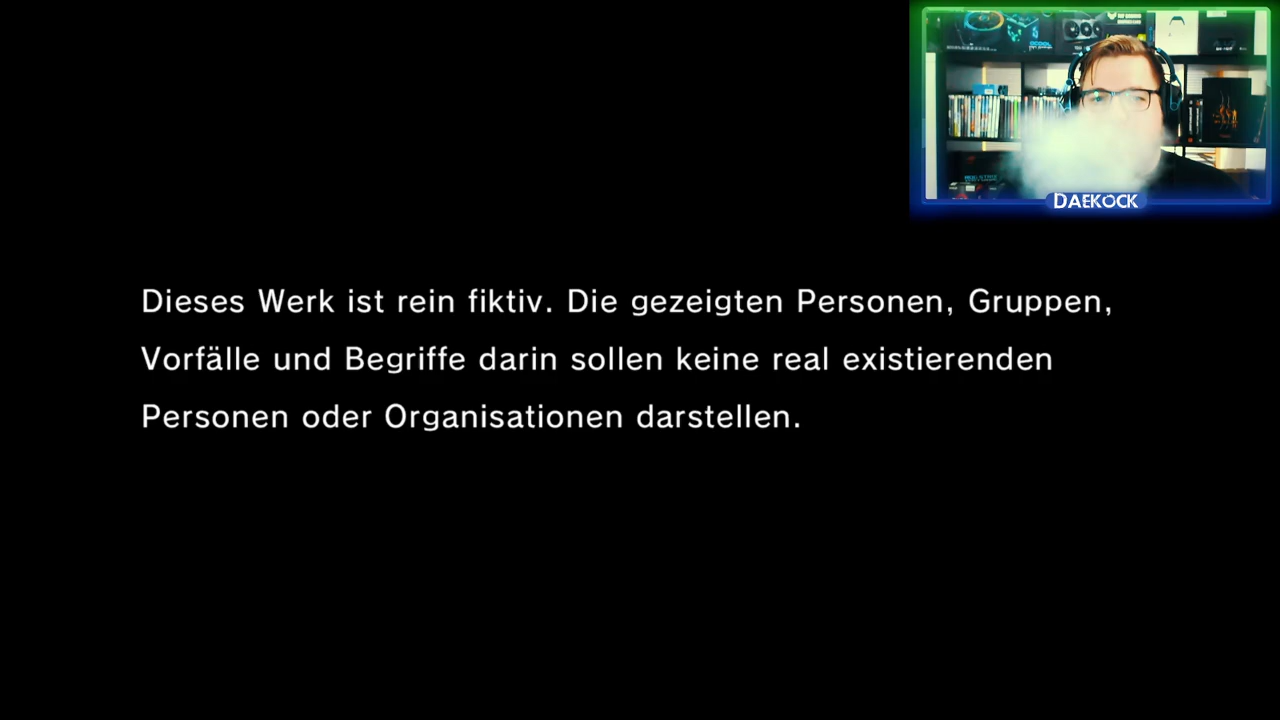 DAEKOCK
Dieses Werk ist rein fiktiv. Die gezeigten Personen, Gruppen,
Vorfälle und Begriffe darin sollen keine real existierenden
Personen oder Organisationen darstellen.